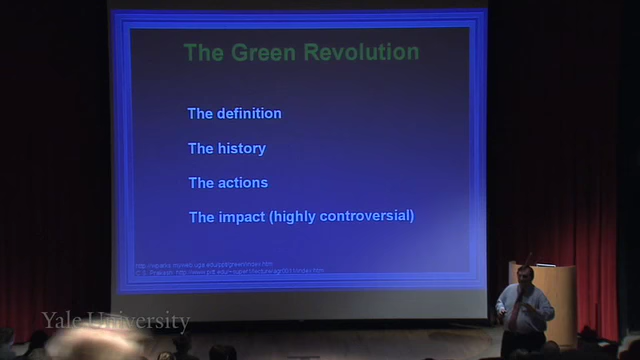 The Green Revolution
The definition
The history
The actions
The impact (highly controversial)
Yale University